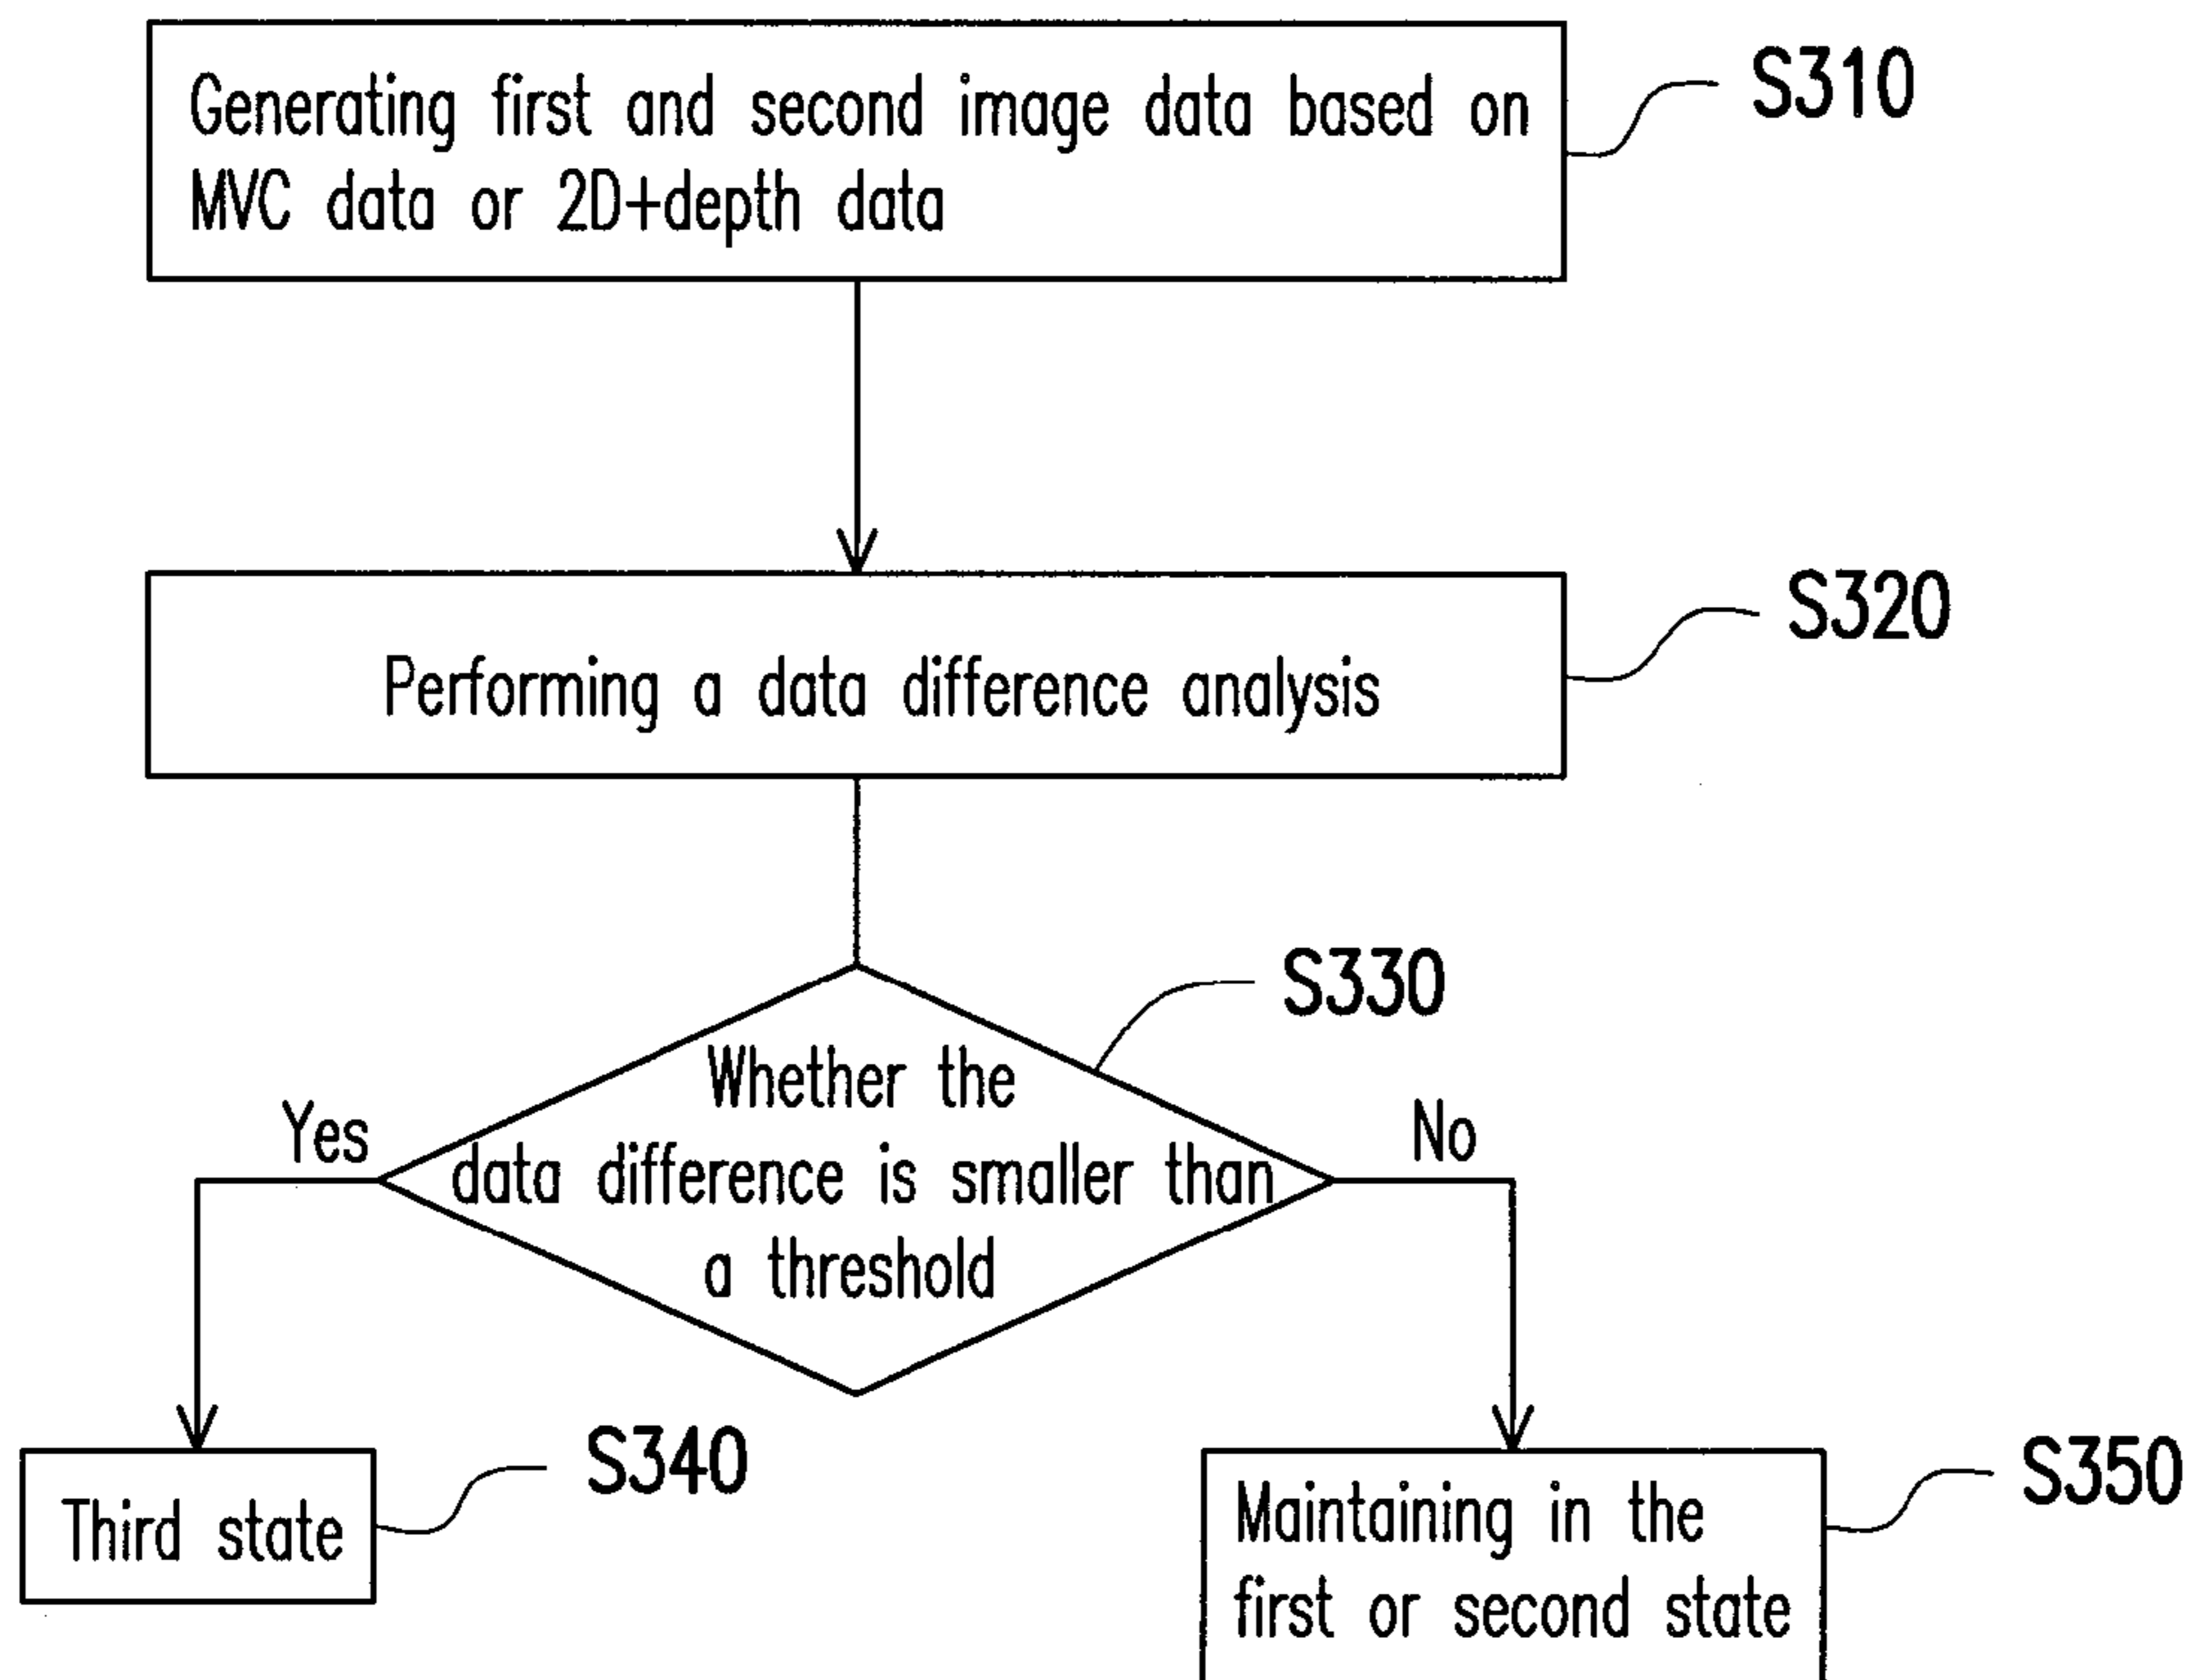 Generating first and second image data based on
MVC data or 2D+depth data
S310
Performing a data difference analysis
S320
S330
Whether the
data difference is smaller than
a threshold
Yes
No
Third state
S340
Maintaining in the
first or second state
S350